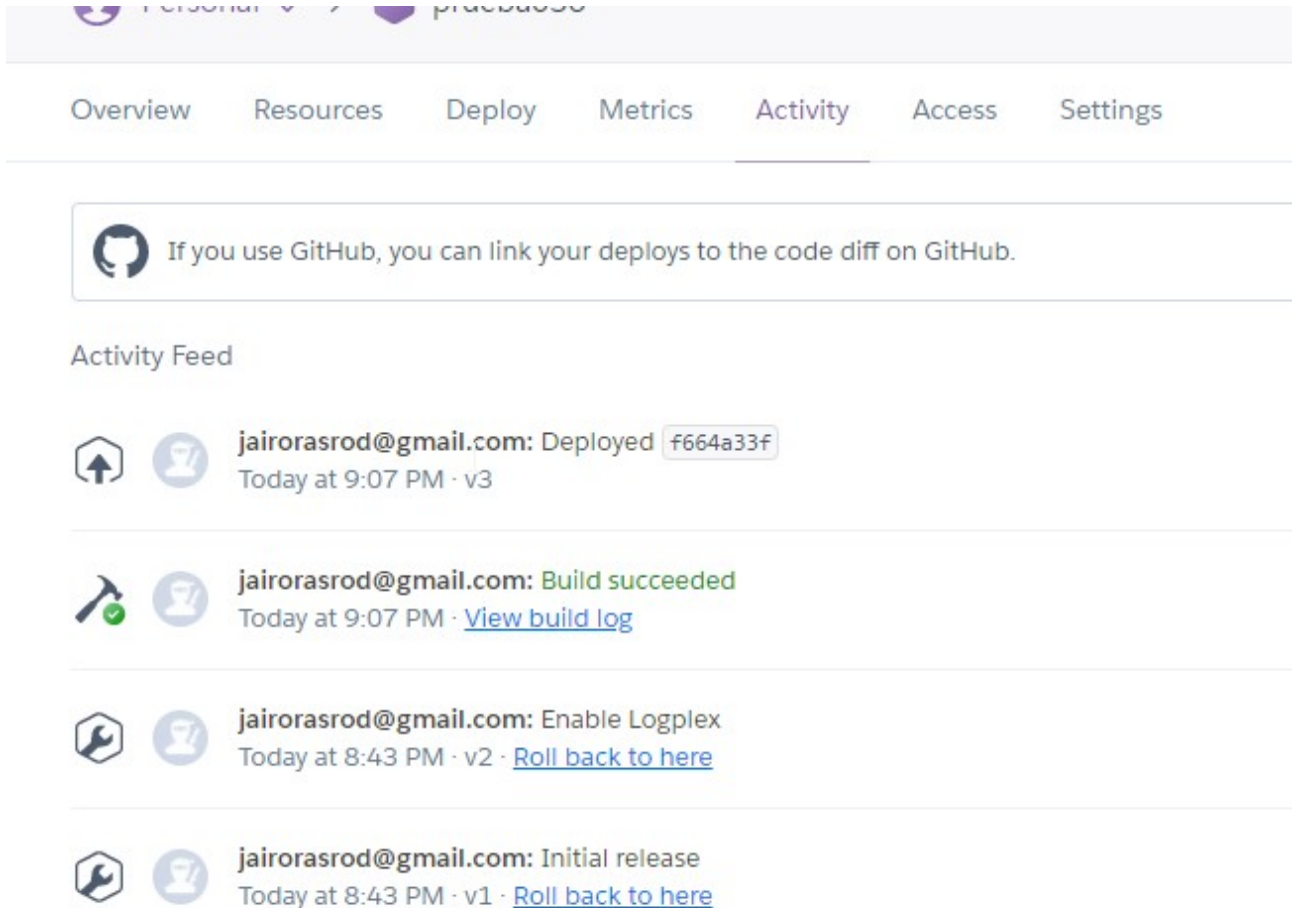 Overview Resources Deploy Metrics Activity Access Settings
If you use GitHub, you can link your deploys to the code diff on GitHub.
Activity Feed
jairorasrod@gmail.com: Deployed f664a33f
Today at 9:07 PM · v3
jairorasrod@gmail.com: Build succeeded
Today at 9:07 PM · View build log
jairorasrod@gmail.com: Enable Logplex
Today at 8:43 PM · v2 · Roll back to here
jairorasrod@gmail.com: Initial release
Today at 8:43 PM · v1 · Roll back to here